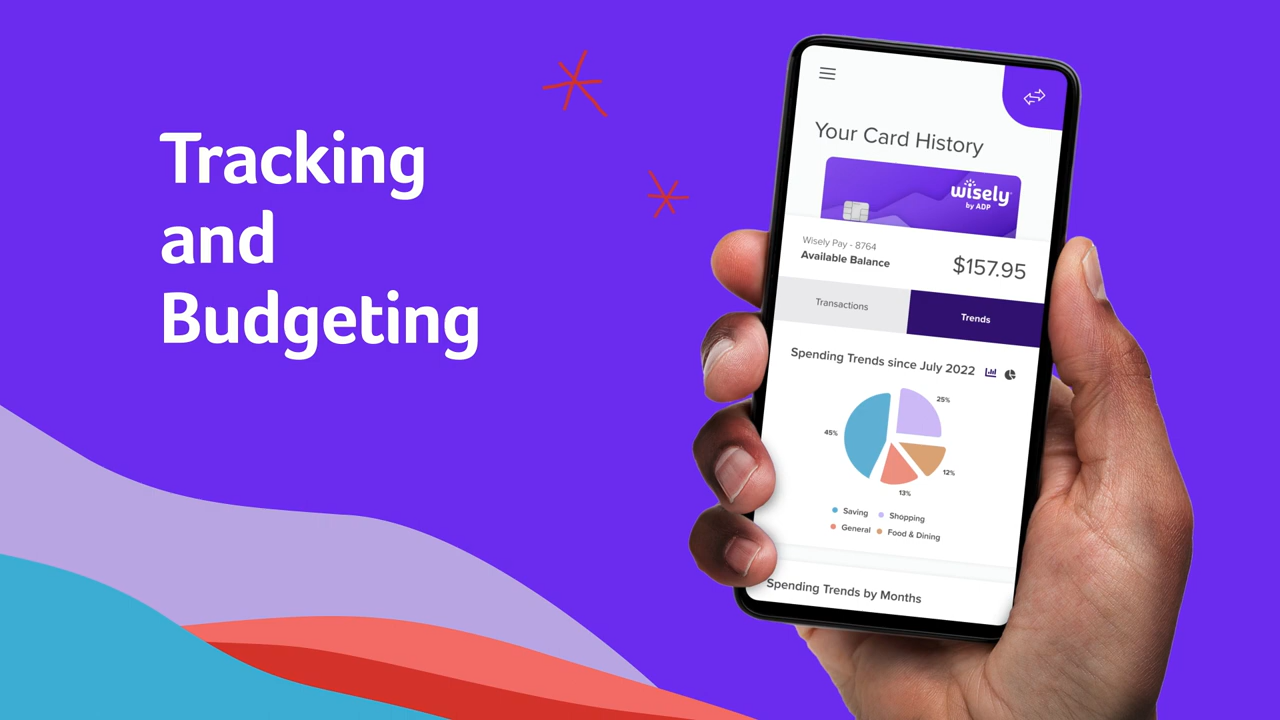 Tracking
and
Budgeting
Your Card History
wisely
by ADP
Wisely Pay - 8764
Available Balance
$157.95
Transactions
Trends
Spending Trends since July 2022
25%
45%
12%
13%
Saving
Shopping
General
Food & Dining
Spending Trends by Months